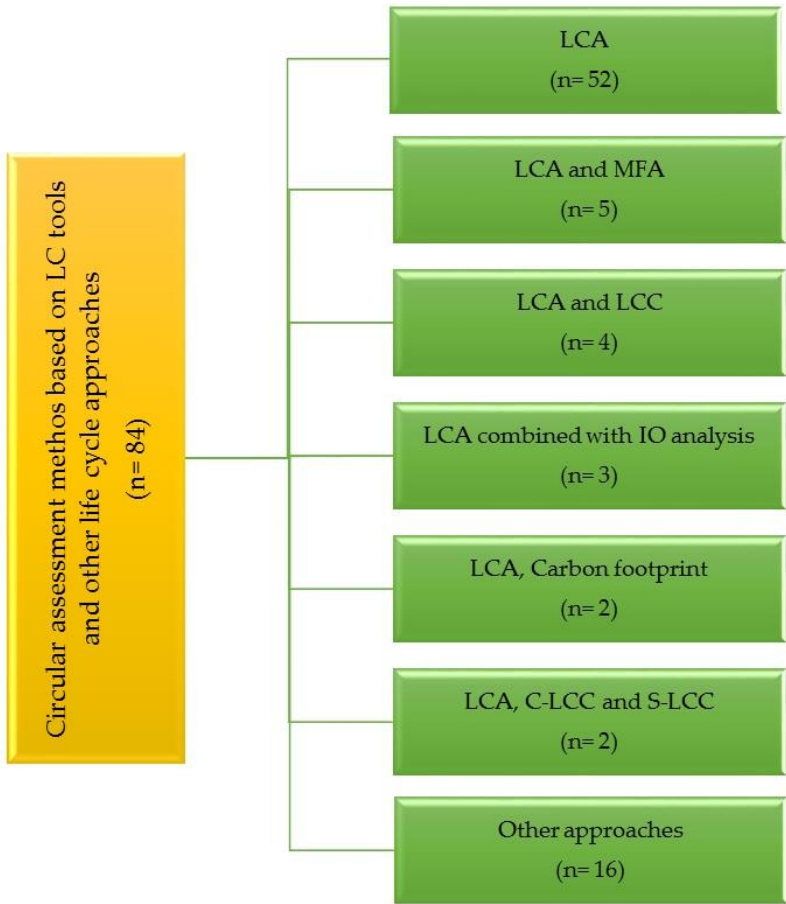 Circular assessment methos based on LC tools
and other life cycle approaches
(n= 84)
LCA
(n= 52)
LCA and MFA
(n= 5)
LCA and LCC
(n= 4)
LCA combined with IO analysis
(n= 3)
LCA, Carbon footprint
(n= 2)
LCA, C-LCC and S-LCC
(n= 2)
Other approaches
(n= 16)